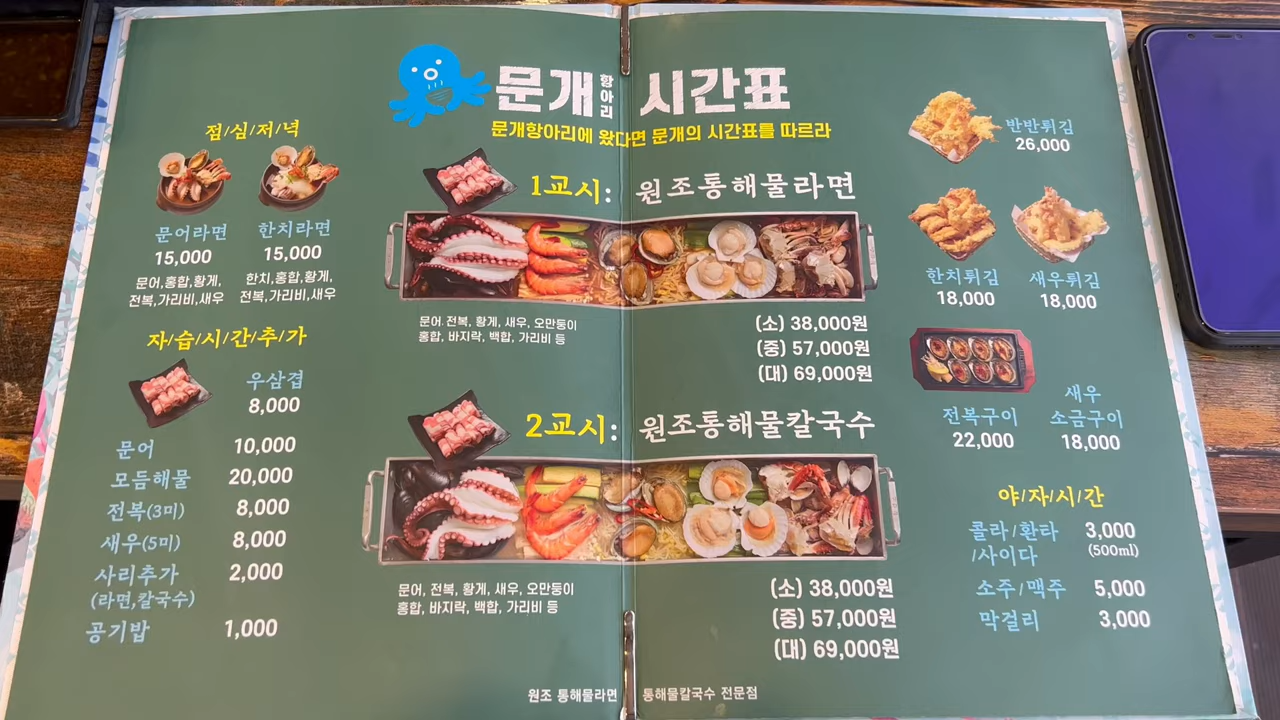 문개항아리 시간표
문개항아리에 왔다면 문개의 시간표를 따르라
점/심/저/녁
문어라면
15,000
문어,홍합,황게,
전복,가리비,새우
한치라면
15,000
한치,홍합,황게,
전복,가리비,새우
자/습/시/간/추/가
우삼겹
8,000
문어 10,000
모듬해물 20,000
전복(3미) 8,000
새우(5미) 8,000
사리추가 2,000
(라면,칼국수)
공기밥 1,000
1교시: 원조통해물라면
문어, 전복, 황게, 새우, 오만둥이
홍합, 바지락, 백합, 가리비 등
(소) 38,000원
(중) 57,000원
(대) 69,000원
2교시: 원조통해물칼국수
문어, 전복, 황게, 새우, 오만둥이
홍합, 바지락, 백합, 가리비 등
(소) 38,000원
(중) 57,000원
(대) 69,000원
원조 통해물라면 통해물칼국수 전문점
반반튀김
26,000
한치튀김
18,000
새우튀김
18,000
전복구이
22,000
새우
소금구이
18,000
야/자/시/간
콜라/환타 3,000
/사이다 (500ml)
소주/맥주 5,000
막걸리 3,000